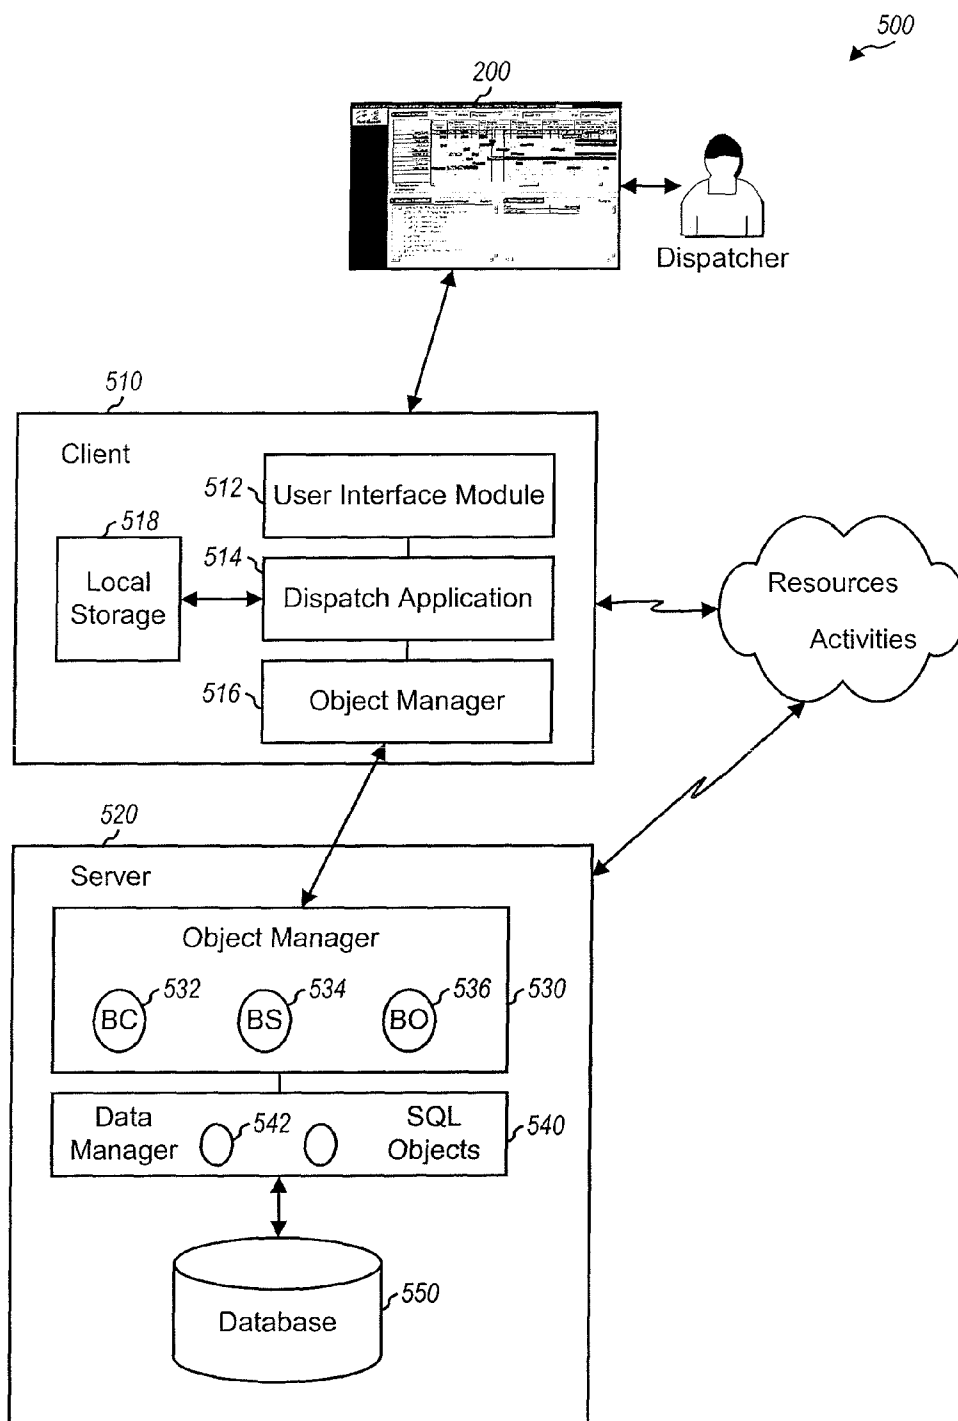 500
200
Dispatcher
510
Client
512
User Interface Module
518
514
Local
Storage
Dispatch Application
Resources
Activities
516
Object Manager
520
Server
Object Manager
532
534
536
530
BC
BS
BO
Data
Manager
542
SQL
Objects
540
550
Database